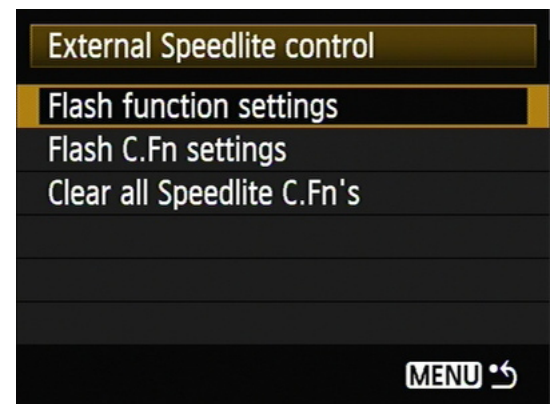 External Speedlite control
Flash function settings
Flash C.Fn settings
Clear all Speedlite C.Fn's
MENU